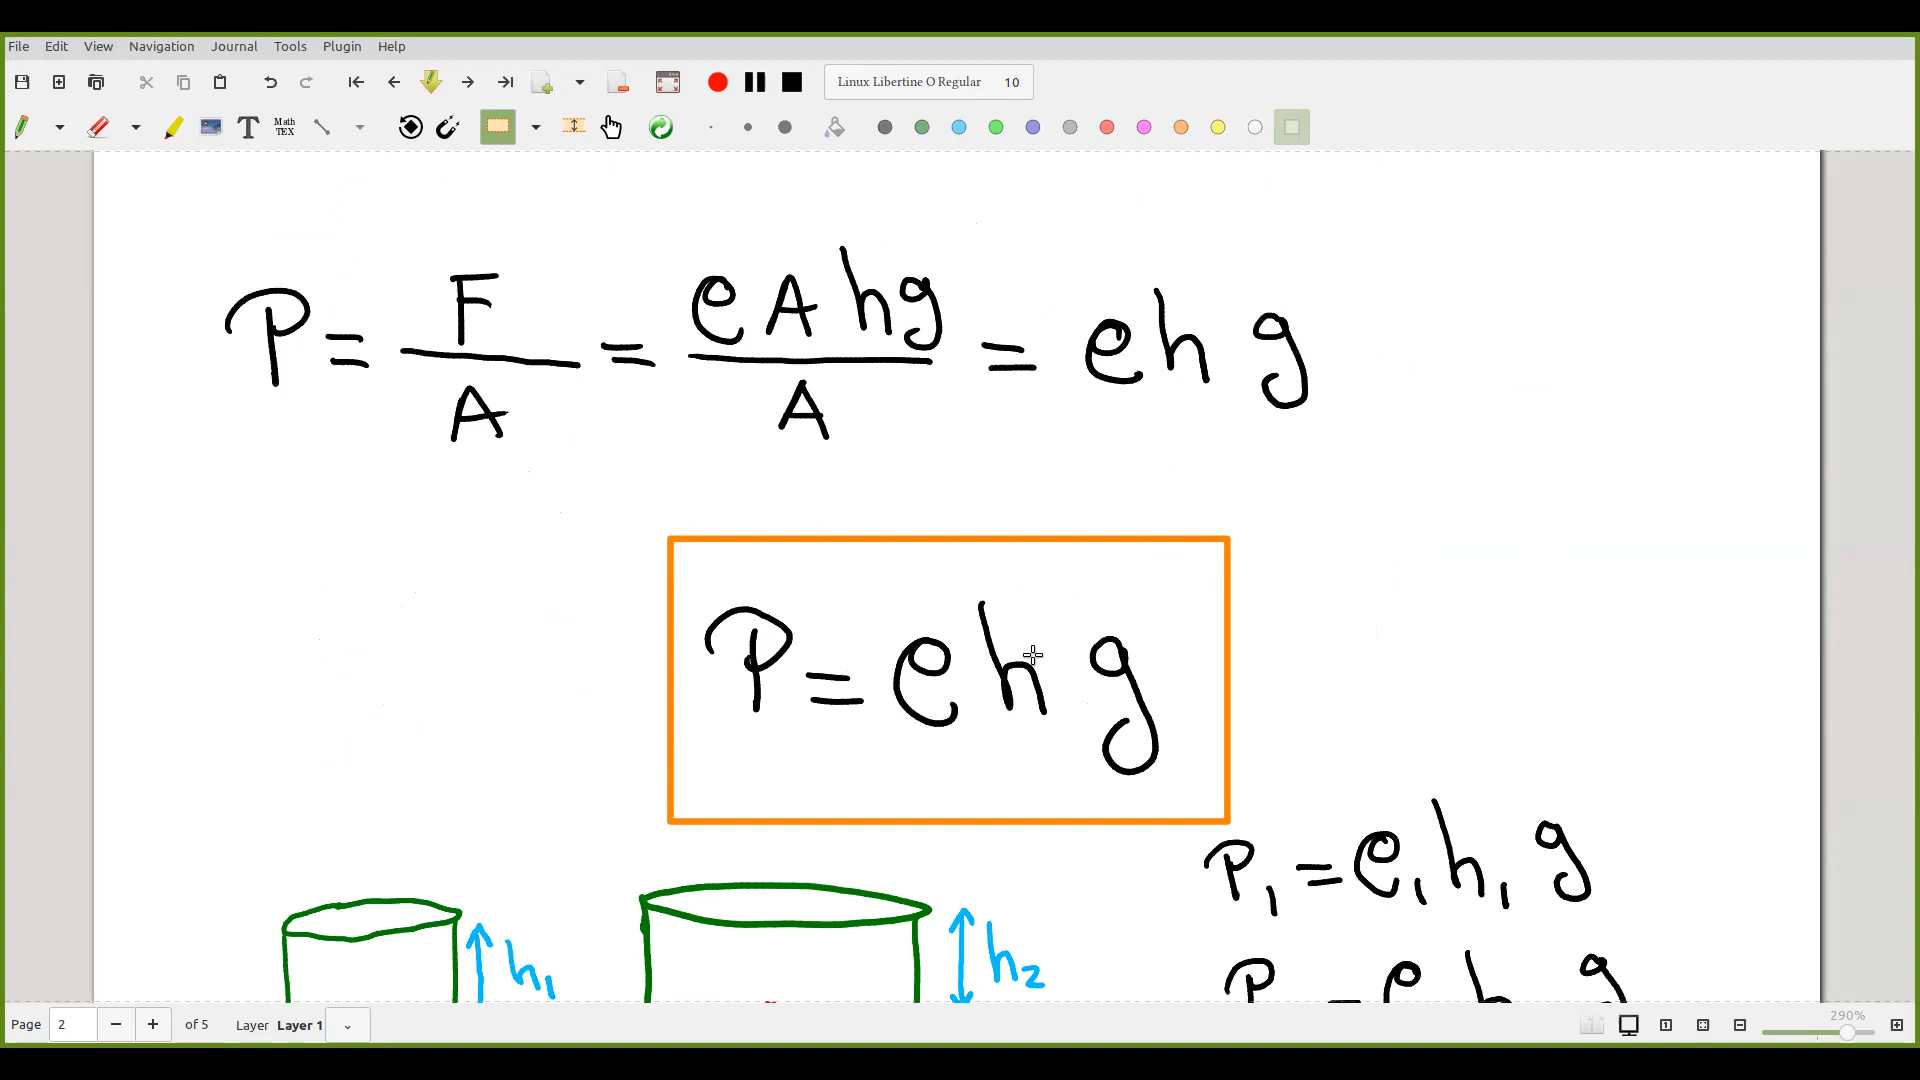 File Edit View Navigation Journal Tools Plugin Help
Linux Libertine O Regular 10
T Math TEX
P = F/A = ϱAhg/A = ϱhg
P = ϱhg
P₁ = ϱ₁h₁g
h₁
h₂
Page 2 of 5 Layer Layer 1
290%